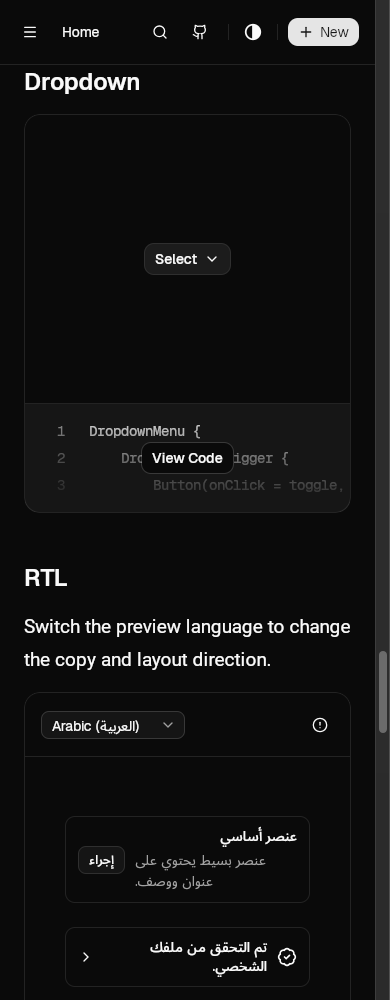 Home
New
Dropdown
Select
1 DropdownMenu {
2 Dro igger {
View Code
3 Button(onClick = toggle,
RTL
Switch the preview language to change
the copy and layout direction.
Arabic (العربية)
عنصر أساسي
عنصر بسيط يحتوي على
عنوان ووصف.
إجراء
تم التحقق من ملفك
الشخصي.